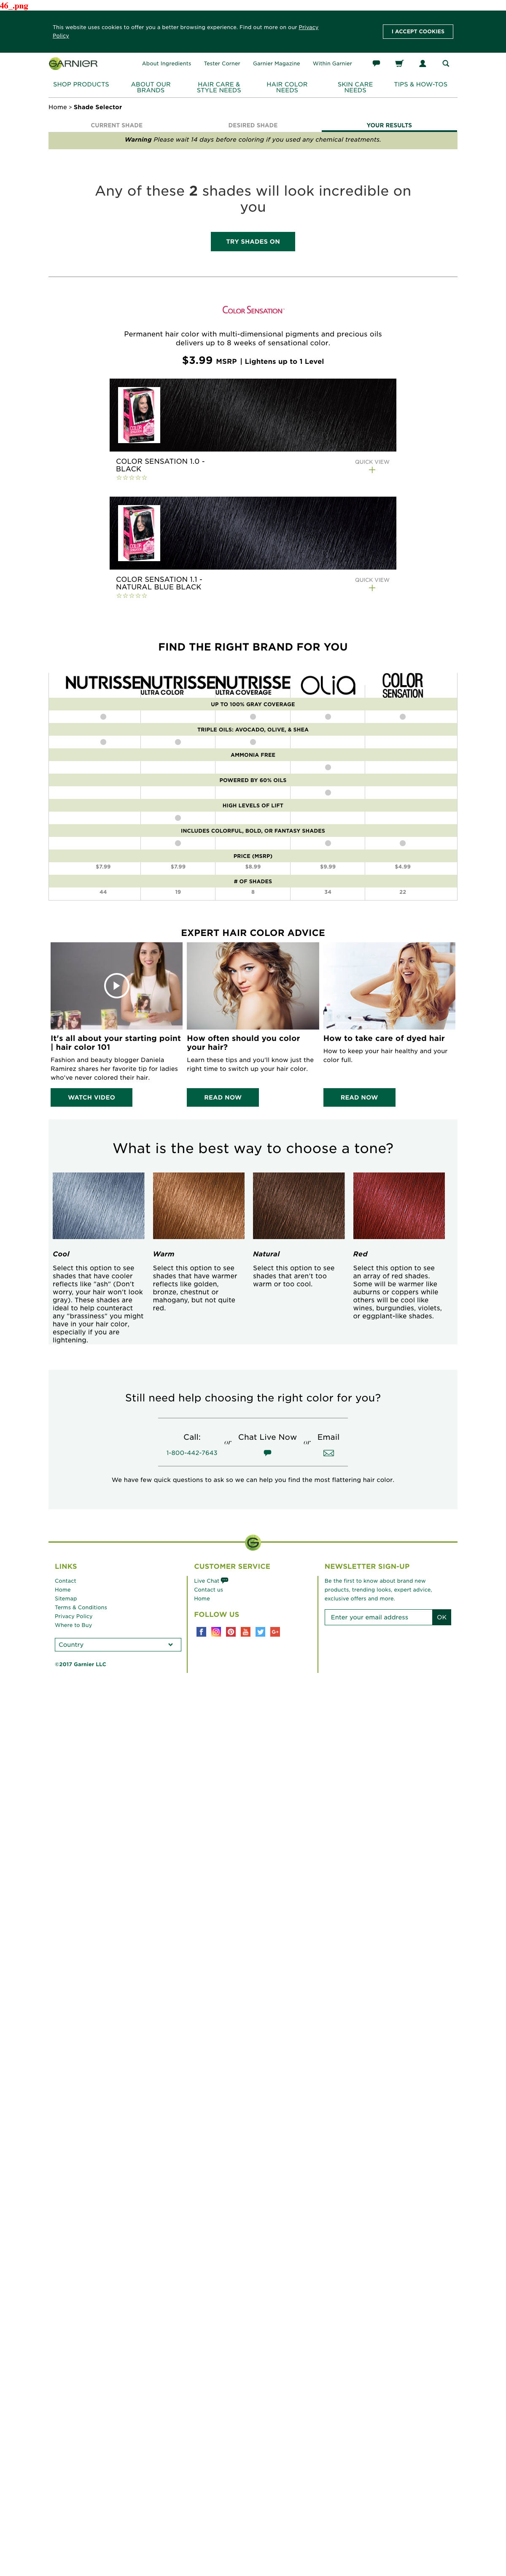 46_.png
This website uses cookies to offer you a better browsing experience. Find out more on our Privacy
Policy
I ACCEPT COOKIES
GARNIER
About Ingredients
Tester Corner
Garnier Magazine
Within Garnier
SHOP PRODUCTS
ABOUT OUR
BRANDS
HAIR CARE &
STYLE NEEDS
HAIR COLOR
NEEDS
SKIN CARE
NEEDS
TIPS & HOW-TOS
Home > Shade Selector
CURRENT SHADE
DESIRED SHADE
YOUR RESULTS
Warning Please wait 14 days before coloring if you used any chemical treatments.
Any of these 2 shades will look incredible on
you
TRY SHADES ON
COLOR SENSATION
Permanent hair color with multi-dimensional pigments and precious oils
delivers up to 8 weeks of sensational color.
$3.99 MSRP | Lightens up to 1 Level
COLOR SENSATION 1.0 -
BLACK
QUICK VIEW
COLOR SENSATION 1.1 -
NATURAL BLUE BLACK
QUICK VIEW
FIND THE RIGHT BRAND FOR YOU
NUTRISSE
NUTRISSE
ULTRA COLOR
NUTRISSE
ULTRA COVERAGE
OLIA
COLOR
SENSATION
UP TO 100% GRAY COVERAGE
TRIPLE OILS: AVOCADO, OLIVE, & SHEA
AMMONIA FREE
POWERED BY 60% OILS
HIGH LEVELS OF LIFT
INCLUDES COLORFUL, BOLD, OR FANTASY SHADES
PRICE (MSRP)
$7.99 $7.99 $8.99 $9.99 $4.99
# OF SHADES
44 19 8 34 22
EXPERT HAIR COLOR ADVICE
It's all about your starting point
| hair color 101
Fashion and beauty blogger Daniela
Ramirez shares her favorite tip for ladies
who've never colored their hair.
WATCH VIDEO
How often should you color
your hair?
Learn these tips and you'll know just the
right time to switch up your hair color.
READ NOW
How to take care of dyed hair
How to keep your hair healthy and your
color full.
READ NOW
What is the best way to choose a tone?
Cool
Select this option to see
shades that have cooler
reflects like "ash" (Don't
worry, your hair won't look
gray). These shades are
ideal to help counteract
any "brassiness" you might
have in your hair color,
especially if you are
lightening.
Warm
Select this option to see
shades that have warmer
reflects like golden,
bronze, chestnut or
mahogany, but not quite
red.
Natural
Select this option to see
shades that aren't too
warm or too cool.
Red
Select this option to see
an array of red shades.
Some will be warmer like
auburns or coppers while
others will be cool like
wines, burgundies, violets,
or eggplant-like shades.
Still need help choosing the right color for you?
Call:
1-800-442-7643
or
Chat Live Now
or
Email
We have few quick questions to ask so we can help you find the most flattering hair color.
LINKS
Contact
Home
Sitemap
Terms & Conditions
Privacy Policy
Where to Buy
Country
©2017 Garnier LLC
CUSTOMER SERVICE
Live Chat
Contact us
Home
FOLLOW US
NEWSLETTER SIGN-UP
Be the first to know about brand new
products, trending looks, expert advice,
exclusive offers and more.
Enter your email address
OK